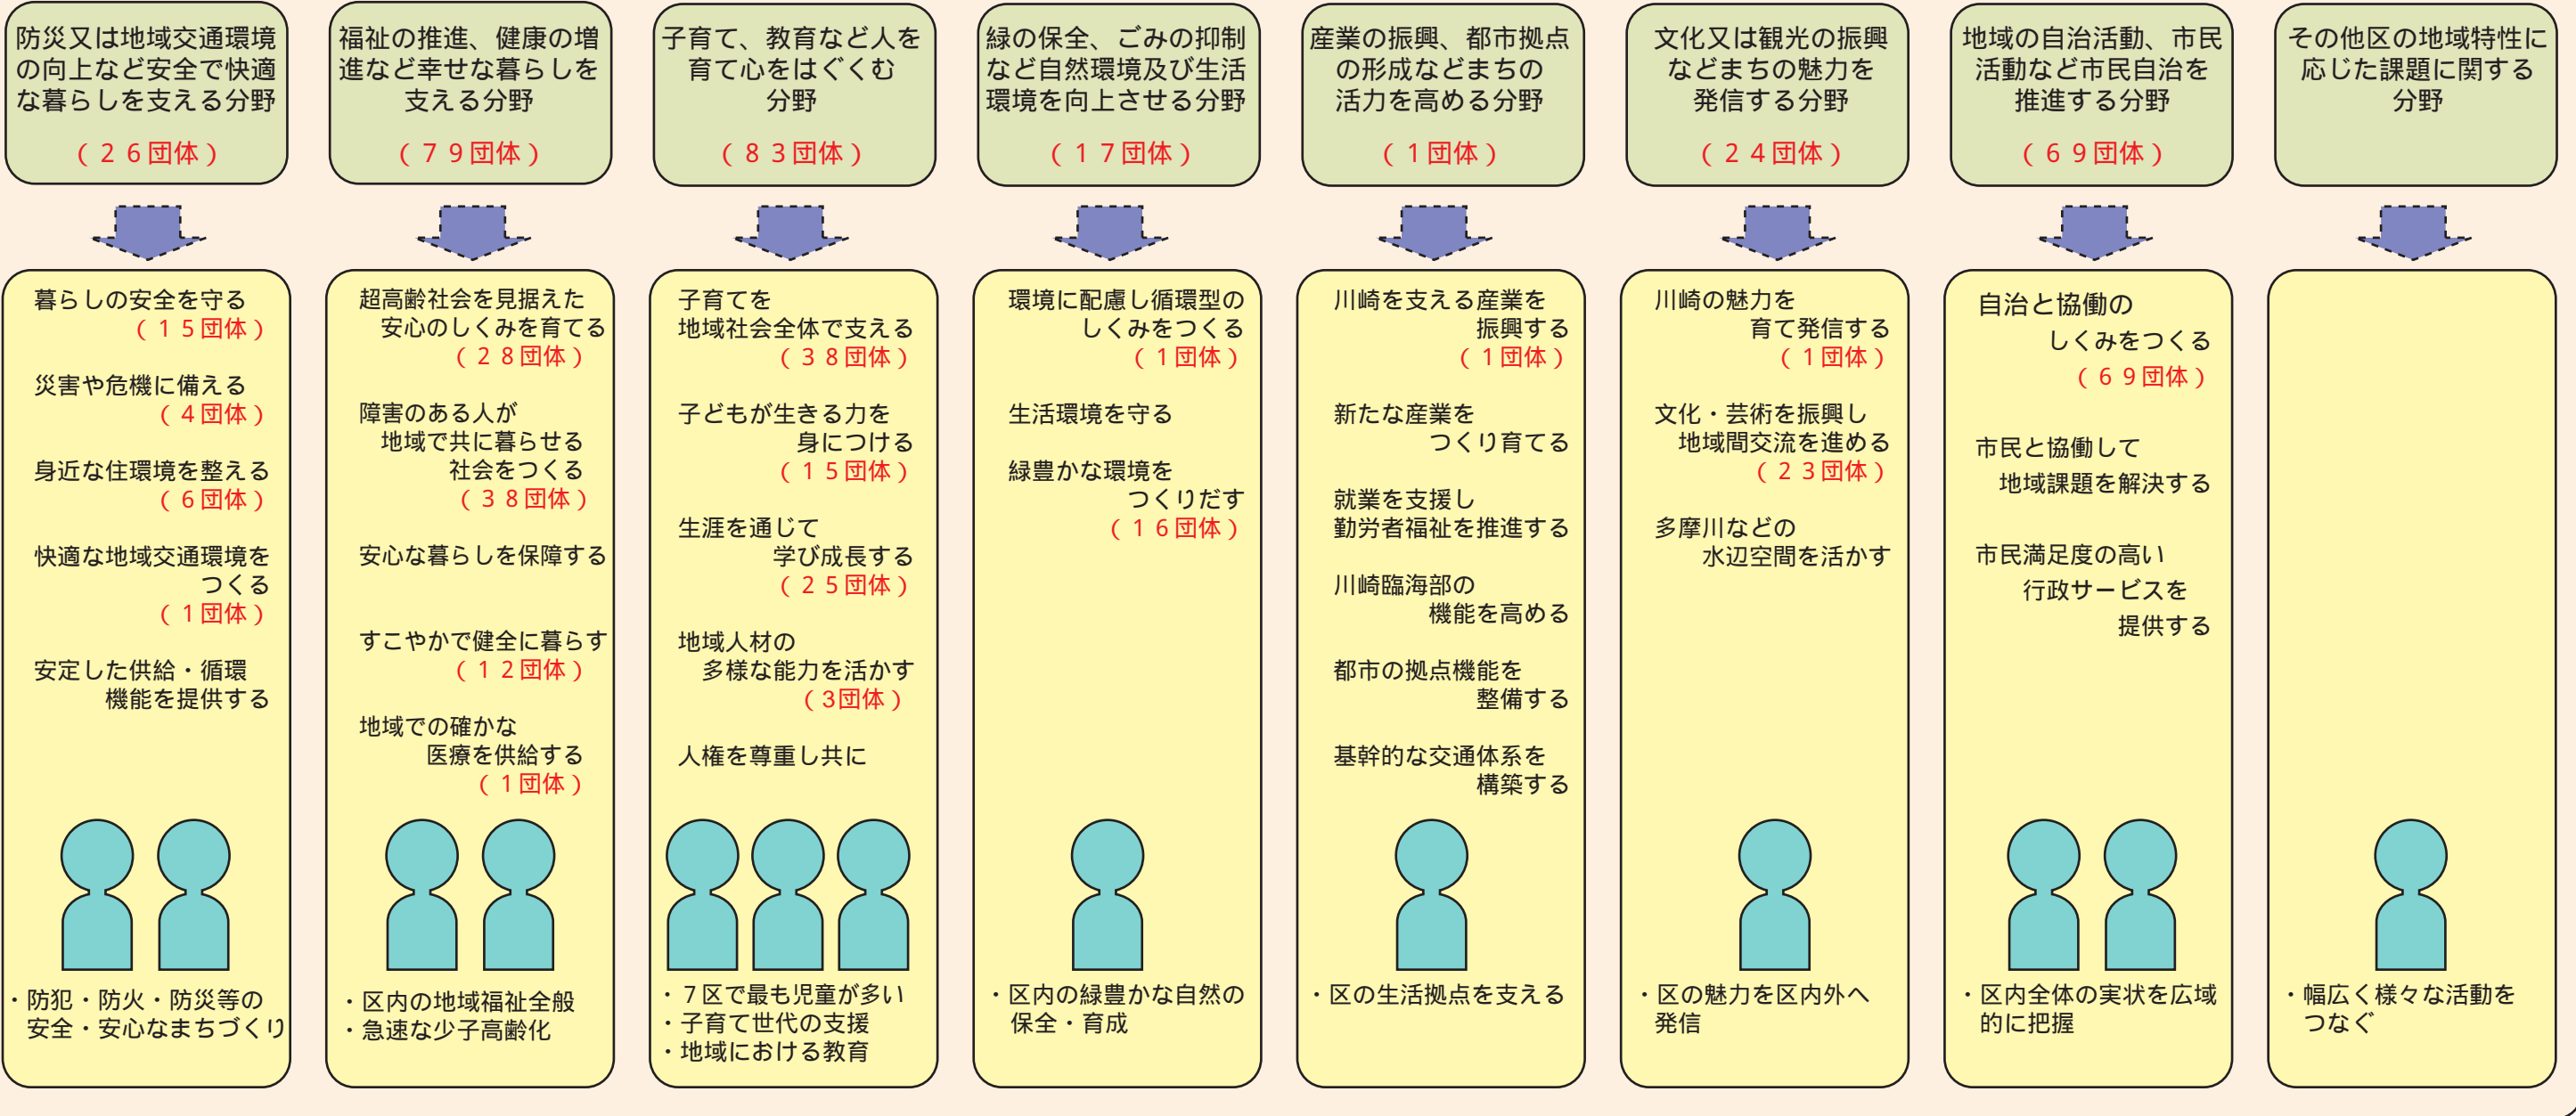 防災又は地域交通環境
の向上など安全で快適
な暮らしを支える分野
（２６団体）
福祉の推進、健康の増
進など幸せな暮らしを
支える分野
（７９団体）
子育て、教育など人を
育て心をはぐくむ
分野
（８３団体）
緑の保全、ごみの抑制
など自然環境及び生活
環境を向上させる分野
（１７団体）
産業の振興、都市拠点
の形成などまちの
活力を高める分野
（１団体）
文化又は観光の振興
などまちの魅力を
発信する分野
（２４団体）
地域の自治活動、市民
活動など市民自治を
推進する分野
（６９団体）
その他区の地域特性に
応じた課題に関する
分野
暮らしの安全を守る
（１５団体）
災害や危機に備える
（４団体）
身近な住環境を整える
（６団体）
快適な地域交通環境を
つくる
（１団体）
安定した供給・循環
機能を提供する
・防犯・防火・防災等の
安全・安心なまちづくり
超高齢社会を見据えた
安心のしくみを育てる
（２８団体）
障害のある人が
地域で共に暮らせる
社会をつくる
（３８団体）
安心な暮らしを保障する
すこやかで健全に暮らす
（１２団体）
地域での確かな
医療を供給する
（１団体）
・区内の地域福祉全般
・急速な少子高齢化
子育てを
地域社会全体で支える
（３８団体）
子どもが生きる力を
身につける
（１５団体）
生涯を通じて
学び成長する
（２５団体）
地域人材の
多様な能力を活かす
（3団体）
人権を尊重し共に
・７区で最も児童が多い
・子育て世代の支援
・地域における教育
環境に配慮し循環型の
しくみをつくる
（１団体）
生活環境を守る
緑豊かな環境を
つくりだす
（１６団体）
・区内の緑豊かな自然の
保全・育成
川崎を支える産業を
振興する
（１団体）
新たな産業を
つくり育てる
就業を支援し
勤労者福祉を推進する
川崎臨海部の
機能を高める
都市の拠点機能を
整備する
基幹的な交通体系を
構築する
・区の生活拠点を支える
川崎の魅力を
育て発信する
（１団体）
文化・芸術を振興し
地域間交流を進める
（２３団体）
多摩川などの
水辺空間を活かす
・区の魅力を区内外へ
発信
自治と協働の
しくみをつくる
（６９団体）
市民と協働して
地域課題を解決する
市民満足度の高い
行政サービスを
提供する
・区内全体の実状を広域
的に把握
・幅広く様々な活動を
つなぐ